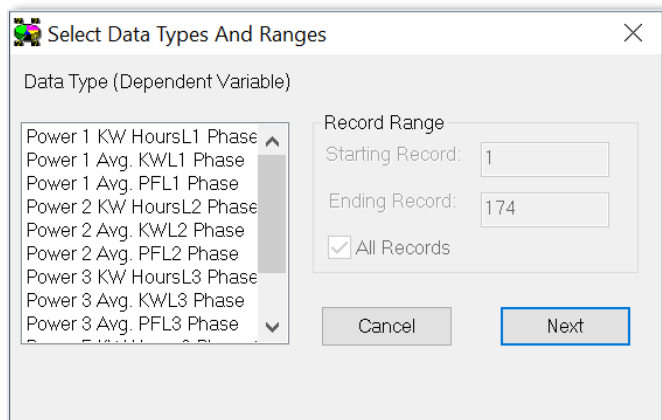 Select Data Types And Ranges
Data Type (Dependent Variable)
Power 1 KW HoursL1 Phase
Power 1 Avg. KWL1 Phase
Power 1 Avg. PFL1 Phase
Power 2 KW HoursL2 Phase
Power 2 Avg. KWL2 Phase
Power 2 Avg. PFL2 Phase
Power 3 KW HoursL3 Phase
Power 3 Avg. KWL3 Phase
Power 3 Avg. PFL3 Phase
Record Range
Starting Record:
1
Ending Record:
174
All Records
Cancel
Next